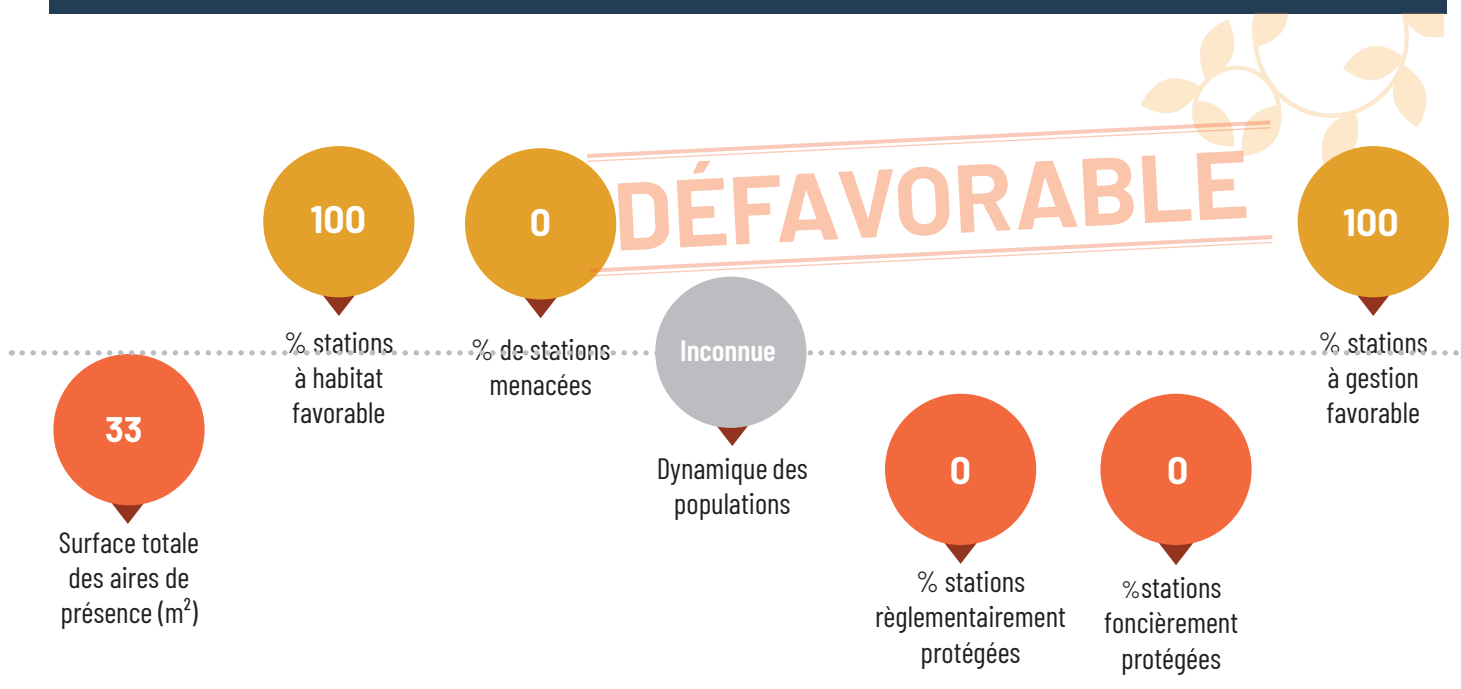 DÉFAVORABLE
33
Surface totale
des aires de
présence (m²)
100
% stations
à habitat
favorable
0
% de stations
menacées
Inconnue
Dynamique des
populations
0
% stations
règlementairement
protégées
0
%stations
foncièrement
protégées
100
% stations
à gestion
favorable